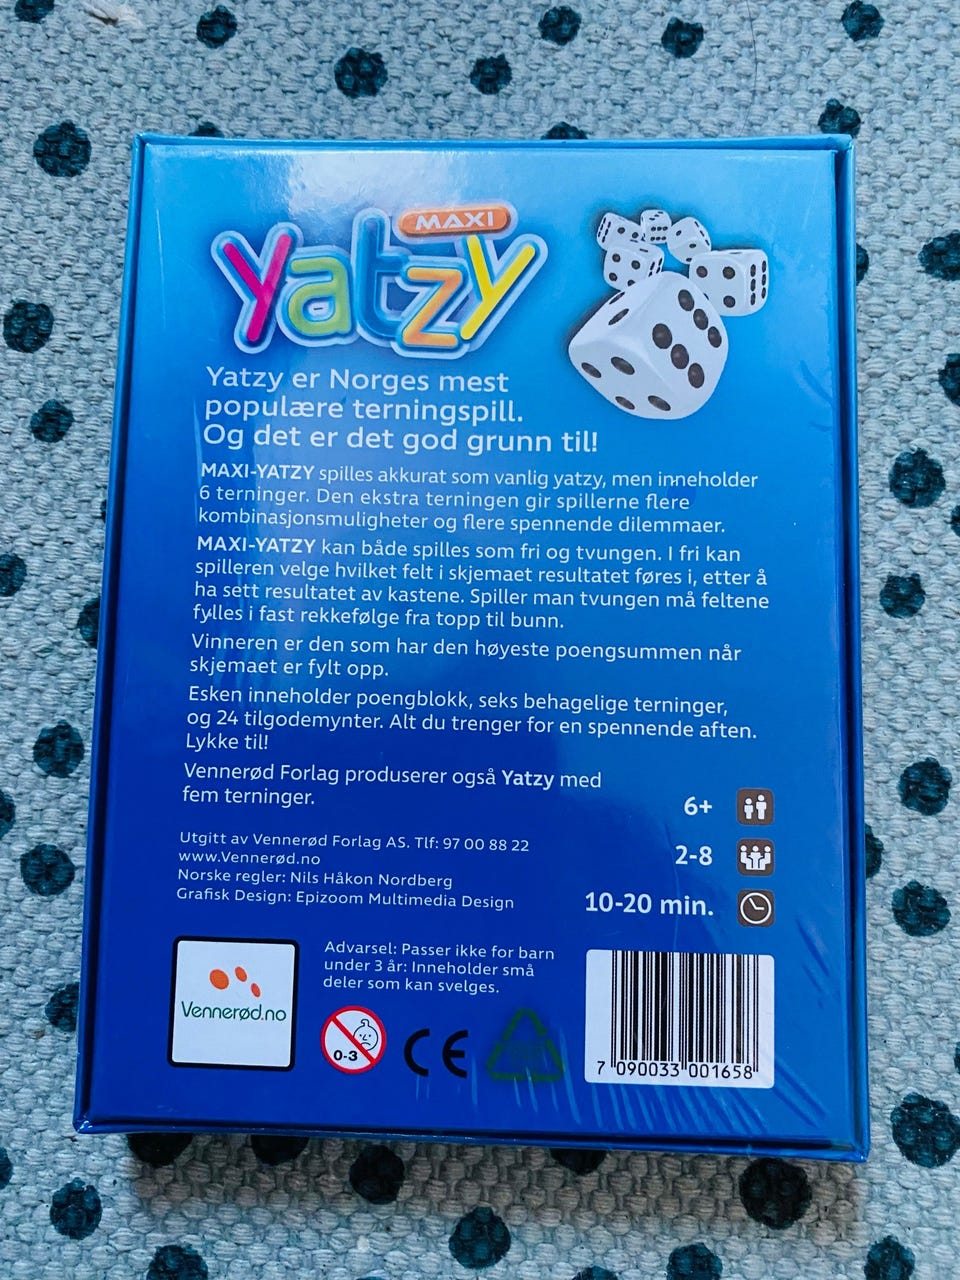 MAXI
Yatzy
Yatzy er Norges mest
populære terningspill.
Og det er det god grunn til!
MAXI-YATZY spilles akkurat som vanlig yatzy, men inneholder
6 terninger. Den ekstra terningen gir spillerne flere
kombinasjonsmuligheter og flere spennende dilemmaer.
MAXI-YATZY kan både spilles som fri og tvungen. I fri kan
spilleren velge hvilket felt i skjemaet resultatet føres i, etter å
ha sett resultatet av kastene. Spiller man tvungen må feltene
fylles i fast rekkefølge fra topp til bunn.
Vinneren er den som har den høyeste poengsummen når
skjemaet er fylt opp.
Esken inneholder poengblokk, seks behagelige terninger,
og 24 tilgodemynter. Alt du trenger for en spennende aften.
Lykke til!
Vennerød Forlag produserer også Yatzy med
fem terninger.
6+
2-8
10-20 min.
Utgitt av Vennerød Forlag AS. Tlf: 97 00 88 22
www.Vennerød.no
Norske regler: Nils Håkon Nordberg
Grafisk Design: Epizoom Multimedia Design
Vennerød.no
Advarsel: Passer ikke for barn
under 3 år: Inneholder små
deler som kan svelges.
0-3
CE
7 090033 001658